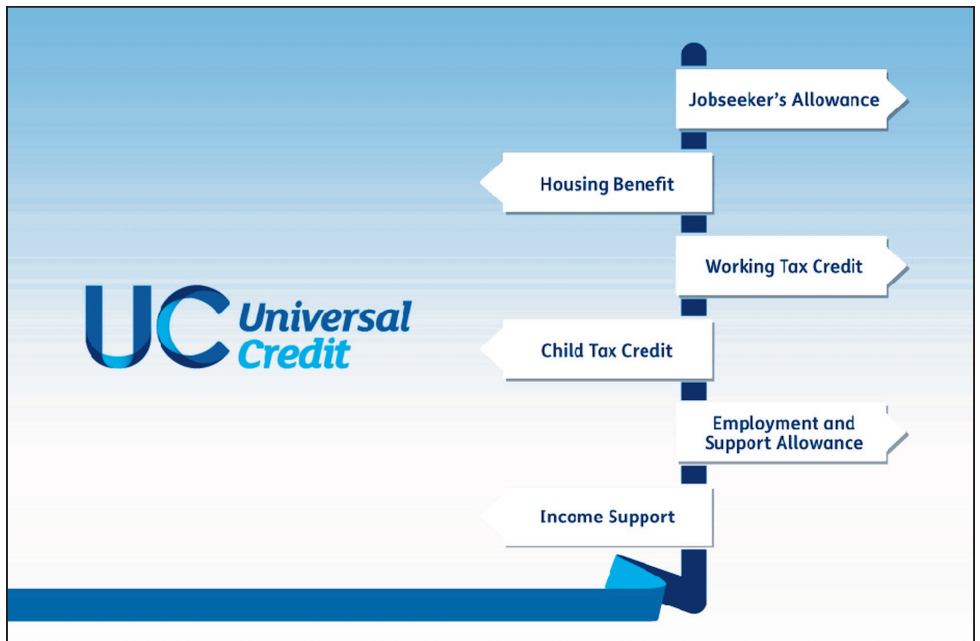 Jobseeker's Allowance
Housing Benefit
Working Tax Credit
UC Universal
Credit
Child Tax Credit
Employment and
Support Allowance
Income Support